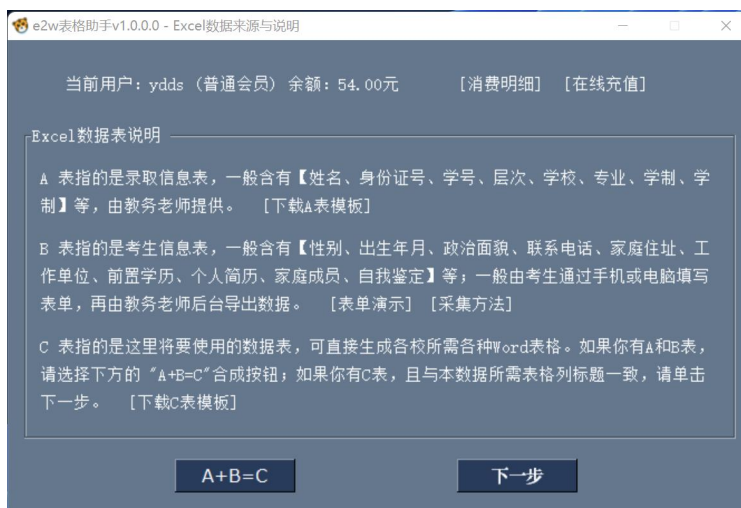 e2w表格助手v1.0.0.0 - Excel数据来源与说明
当前用户: ydds (普通会员) 余额: 54.00元 [消费明细] [在线充值]
Excel数据表说明
A 表指的是录取信息表，一般含有【姓名、身份证号、学号、层次、学校、专业、学制、学
制】等，由教务老师提供。 [下载A表模板]
B 表指的是考生信息表，一般含有【性别、出生年月、政治面貌、联系电话、家庭住址、工
作单位、前置学历、个人简历、家庭成员、自我鉴定】等；一般由考生通过手机或电脑填写
表单，再由教务老师后台导出数据。 [表单演示] [采集方法]
C 表指的是这里将要使用的数据表，可直接生成各校所需各种Word表格。如果你有A和B表，
请选择下方的 "A+B=C"合成按钮；如果你有C表，且与本数据所需表格列标题一致，请单击
下一步。 [下载C表模板]
A+B=C 下一步